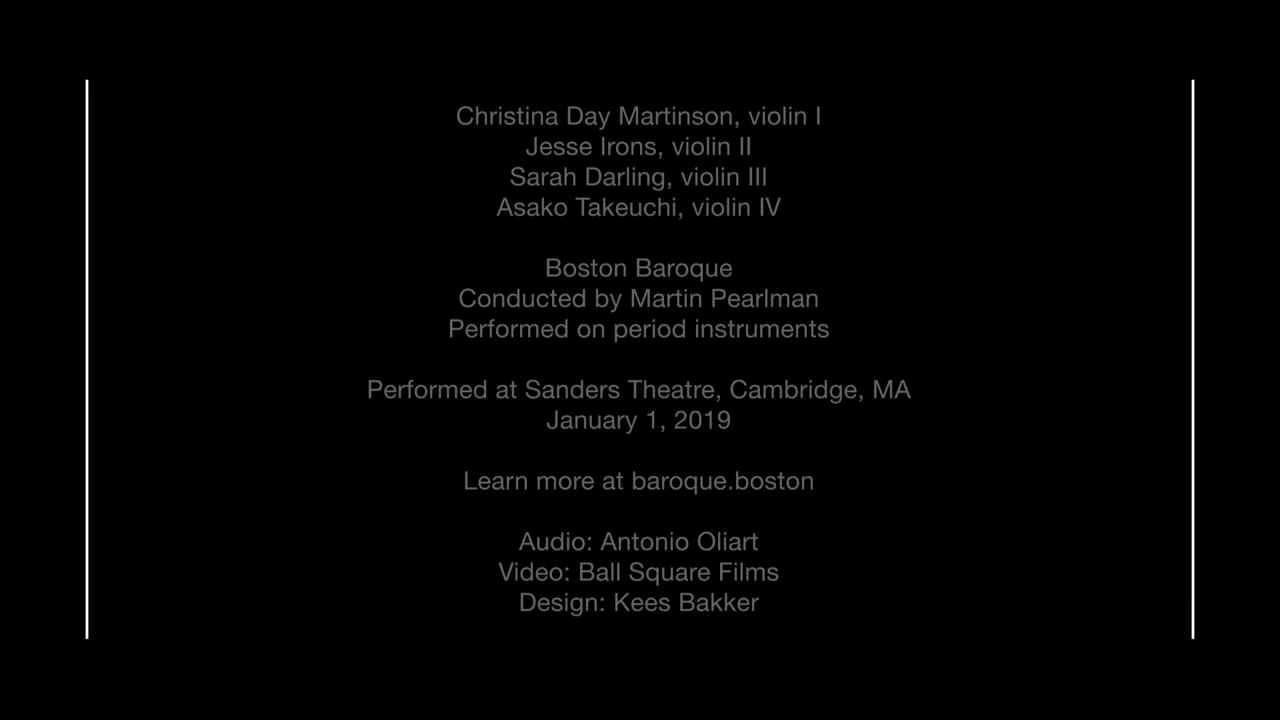 Christina Day Martinson, violin I
Jesse Irons, violin II
Sarah Darling, violin III
Asako Takeuchi, violin IV
Boston Baroque
Conducted by Martin Pearlman
Performed on period instruments
Performed at Sanders Theatre, Cambridge, MA
January 1, 2019
Learn more at baroque.boston
Audio: Antonio Oliart
Video: Ball Square Films
Design: Kees Bakker